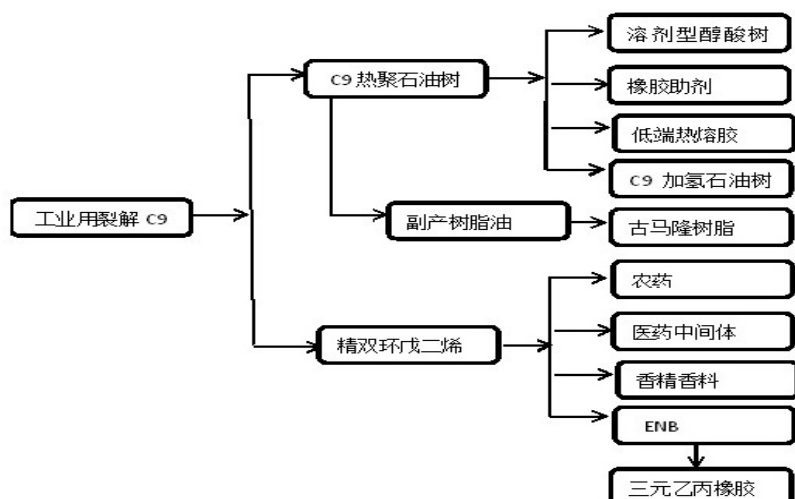 溶剂型醇酸树
C9 热聚石油树
橡胶助剂
低端热熔胶
C9 加氢石油树
工业用裂解 C9
副产树脂油
古马隆树脂
农药
医药中间体
精双环戊二烯
香精香料
ENB
三元乙丙橡胶